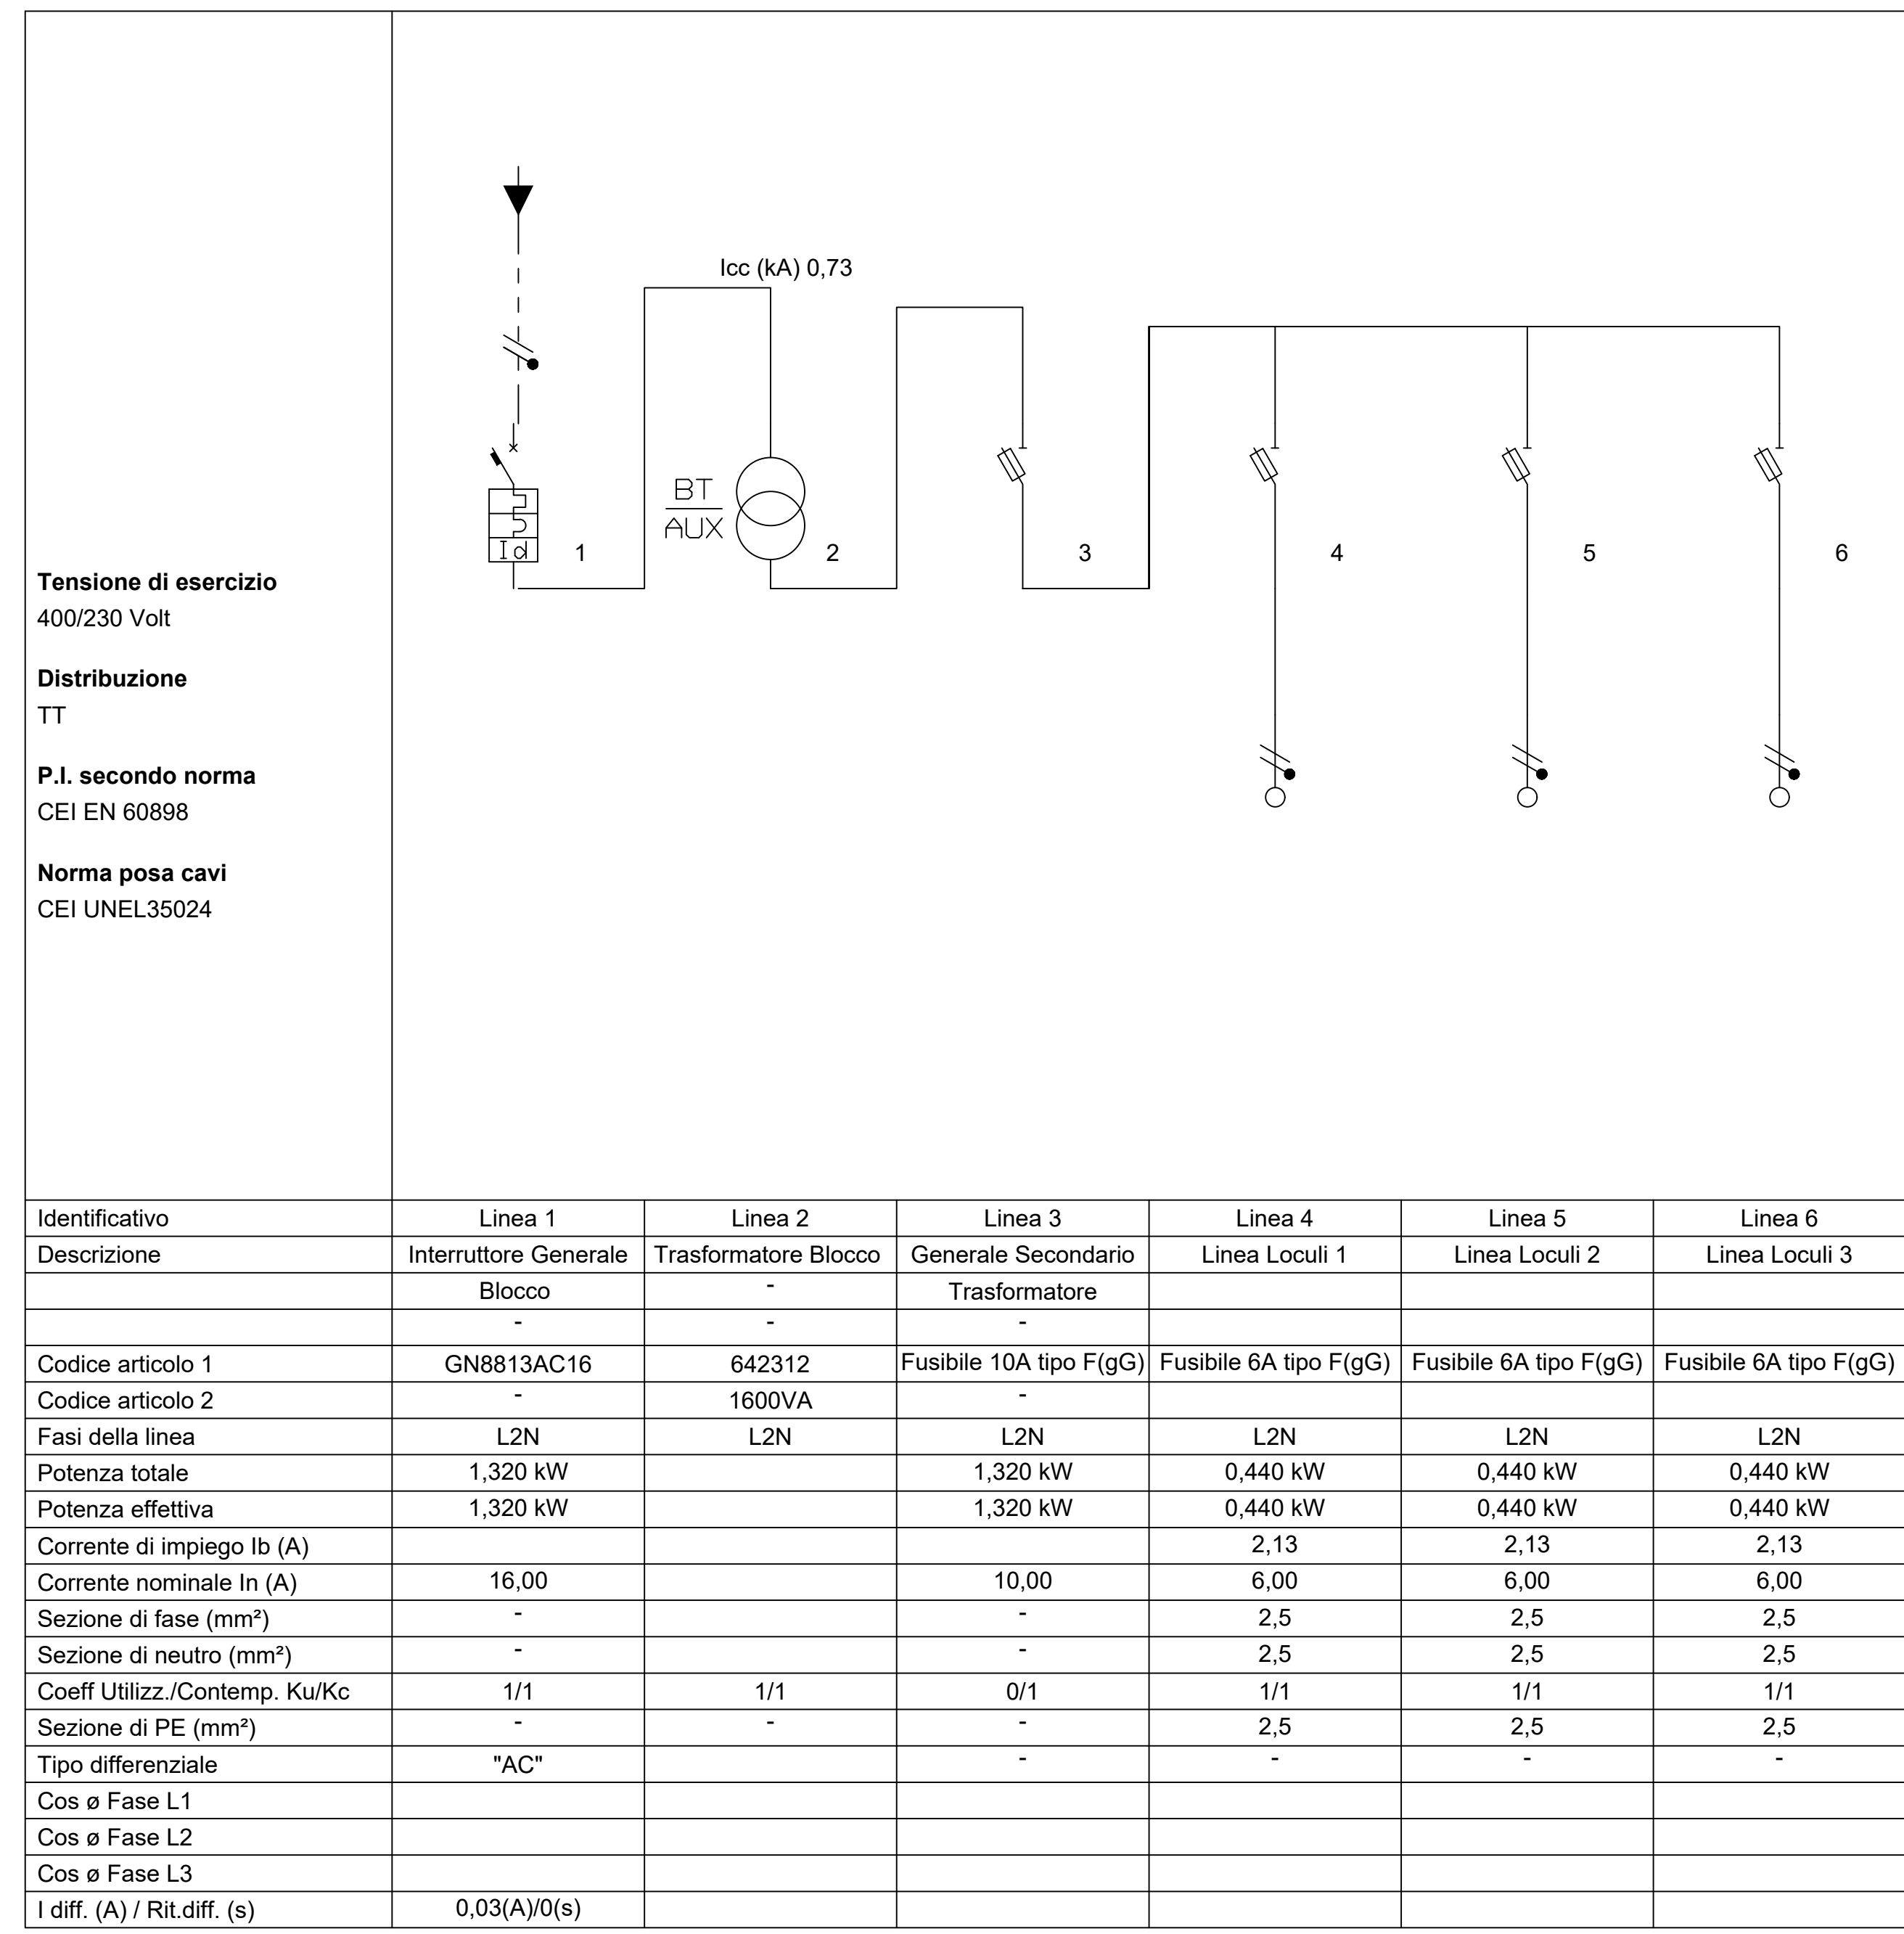 Icc (kA) 0,73
BT
AUX
Id
1
2
3
4
5
6
Tensione di esercizio
400/230 Volt
Distribuzione
TT
P.I. secondo norma
CEI EN 60898
Norma posa cavi
CEI UNEL35024
Identificativo Linea 1 Linea 2 Linea 3 Linea 4 Linea 5 Linea 6
Descrizione Interruttore Generale Trasformatore Blocco Generale Secondario Linea Loculi 1 Linea Loculi 2 Linea Loculi 3
Blocco - Trasformatore
- - -
Codice articolo 1 GN8813AC16 642312 Fusibile 10A tipo F(gG) Fusibile 6A tipo F(gG) Fusibile 6A tipo F(gG) Fusibile 6A tipo F(gG)
Codice articolo 2 - 1600VA -
Fasi della linea L2N L2N L2N L2N L2N L2N
Potenza totale 1,320 kW 1,320 kW 0,440 kW 0,440 kW 0,440 kW
Potenza effettiva 1,320 kW 1,320 kW 0,440 kW 0,440 kW 0,440 kW
Corrente di impiego Ib (A) 2,13 2,13 2,13
Corrente nominale In (A) 16,00 10,00 6,00 6,00 6,00
Sezione di fase (mm²) - - 2,5 2,5 2,5
Sezione di neutro (mm²) - - 2,5 2,5 2,5
Coeff Utilizz./Contemp. Ku/Kc 1/1 1/1 0/1 1/1 1/1 1/1
Sezione di PE (mm²) - - - 2,5 2,5 2,5
Tipo differenziale "AC" - - - -
Cos ø Fase L1
Cos ø Fase L2
Cos ø Fase L3
I diff. (A) / Rit.diff. (s) 0,03(A)/0(s)